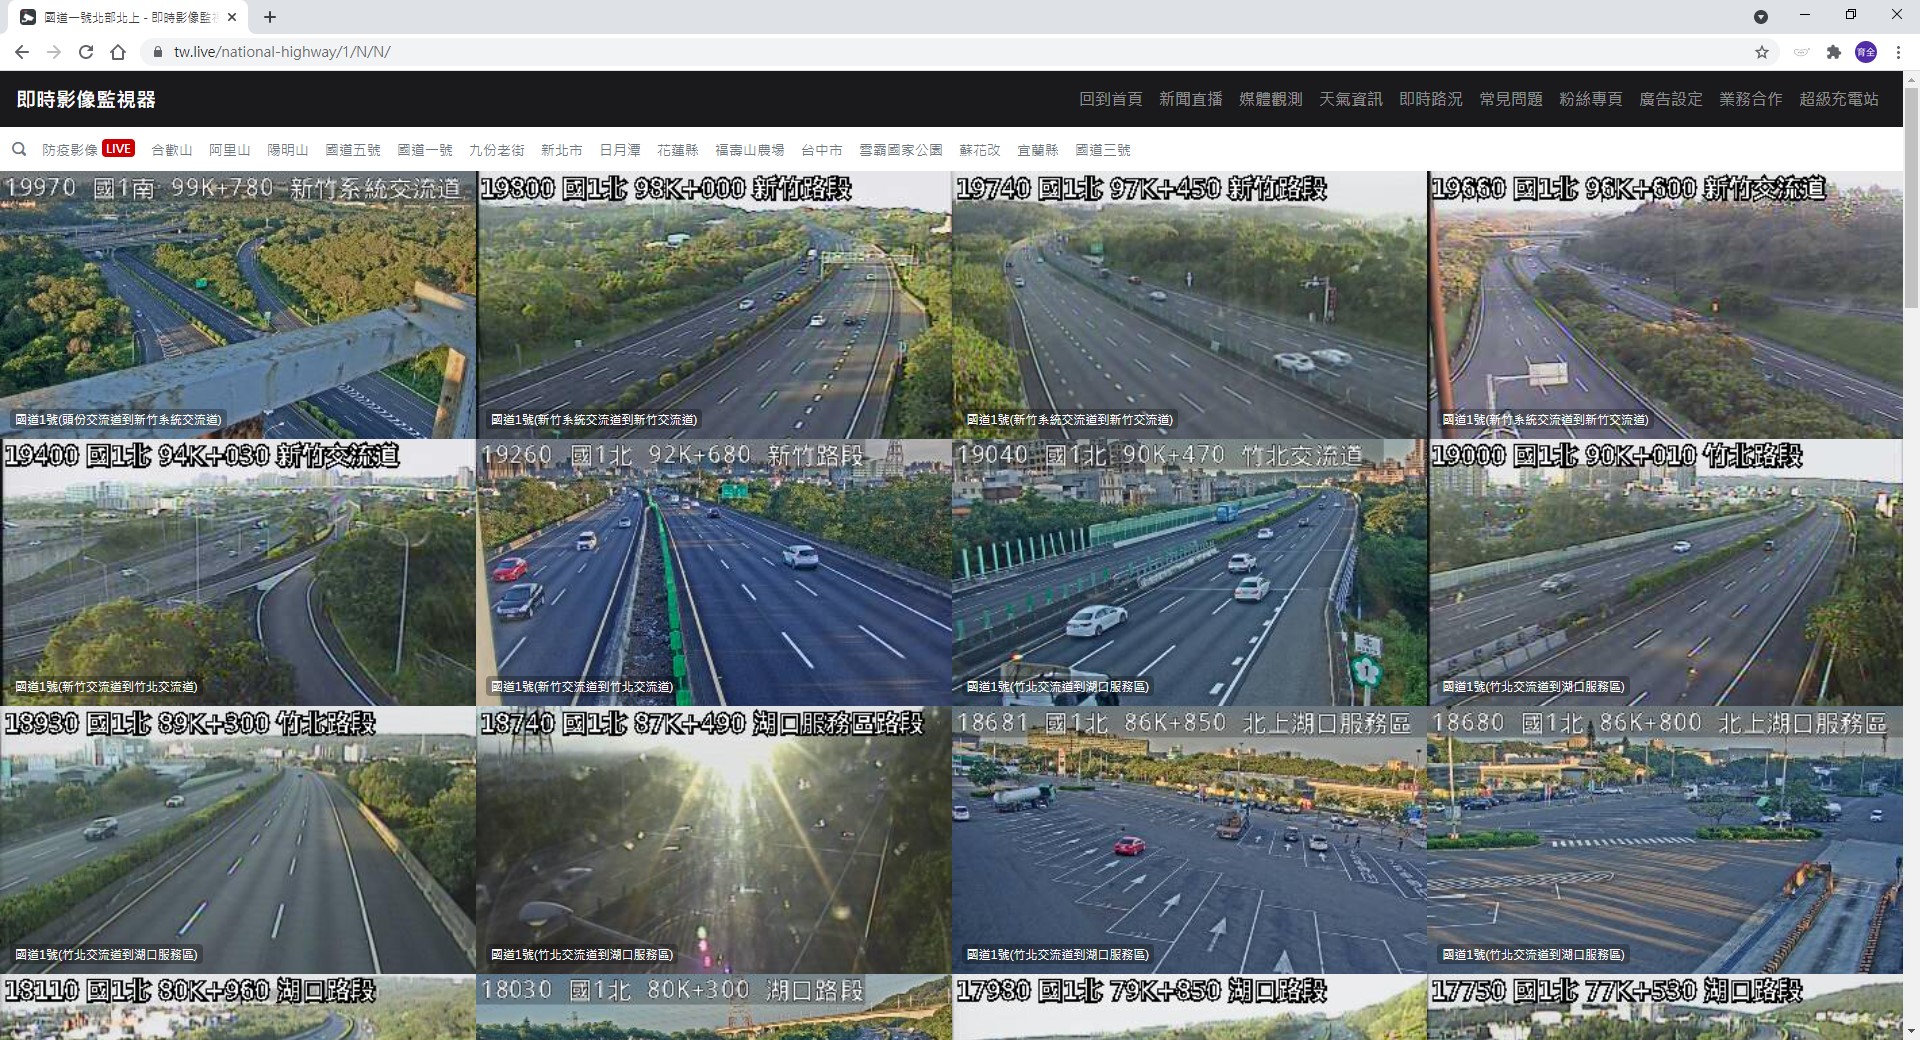 國道一號北部北上 - 即時影像監
tw.live/national-highway/1/N/N/
育全
即時影像監視器
回到首頁 新聞直播 媒體觀測 天氣資訊 即時路況 常見問題 粉絲專頁 廣告設定 業務合作 超級充電站
防疫影像 LIVE 合歡山 阿里山 陽明山 國道五號 國道一號 九份老街 新北市 日月潭 花蓮縣 福壽山農場 台中市 雪霸國家公園 蘇花改 宜蘭縣 國道三號
19970 國1南 99K+780 新竹系統交流道
國道1號(頭份交流道到新竹系統交流道)
19800 國1北 98K+000 新竹路段
國道1號(新竹系統交流道到新竹交流道)
19740 國1北 97K+450 新竹路段
國道1號(新竹系統交流道到新竹交流道)
19660 國1北 96K+600 新竹交流道
國道1號(新竹系統交流道到新竹交流道)
19400 國1北 94K+030 新竹交流道
國道1號(新竹交流道到竹北交流道)
19260 國1北 92K+680 新竹路段
國道1號(新竹交流道到竹北交流道)
19040 國1北 90K+470 竹北交流道
北
1
國道1號(竹北交流道到湖口服務區)
19000 國1北 90K+010 竹北路段
國道1號(竹北交流道到湖口服務區)
18930 國1北 89K+300 竹北路段
國道1號(竹北交流道到湖口服務區)
18740 國1北 87K+490 湖口服務區路段
國道1號(竹北交流道到湖口服務區)
18681 國1北 86K+850 北上湖口服務區
國道1號(竹北交流道到湖口服務區)
18680 國1北 86K+800 北上湖口服務區
國道1號(竹北交流道到湖口服務區)
18110 國1北 80K+960 湖口路段
18030 國1北 80K+300 湖口路段
17980 國1北 79K+850 湖口路段
17750 國1北 77K+530 湖口路段